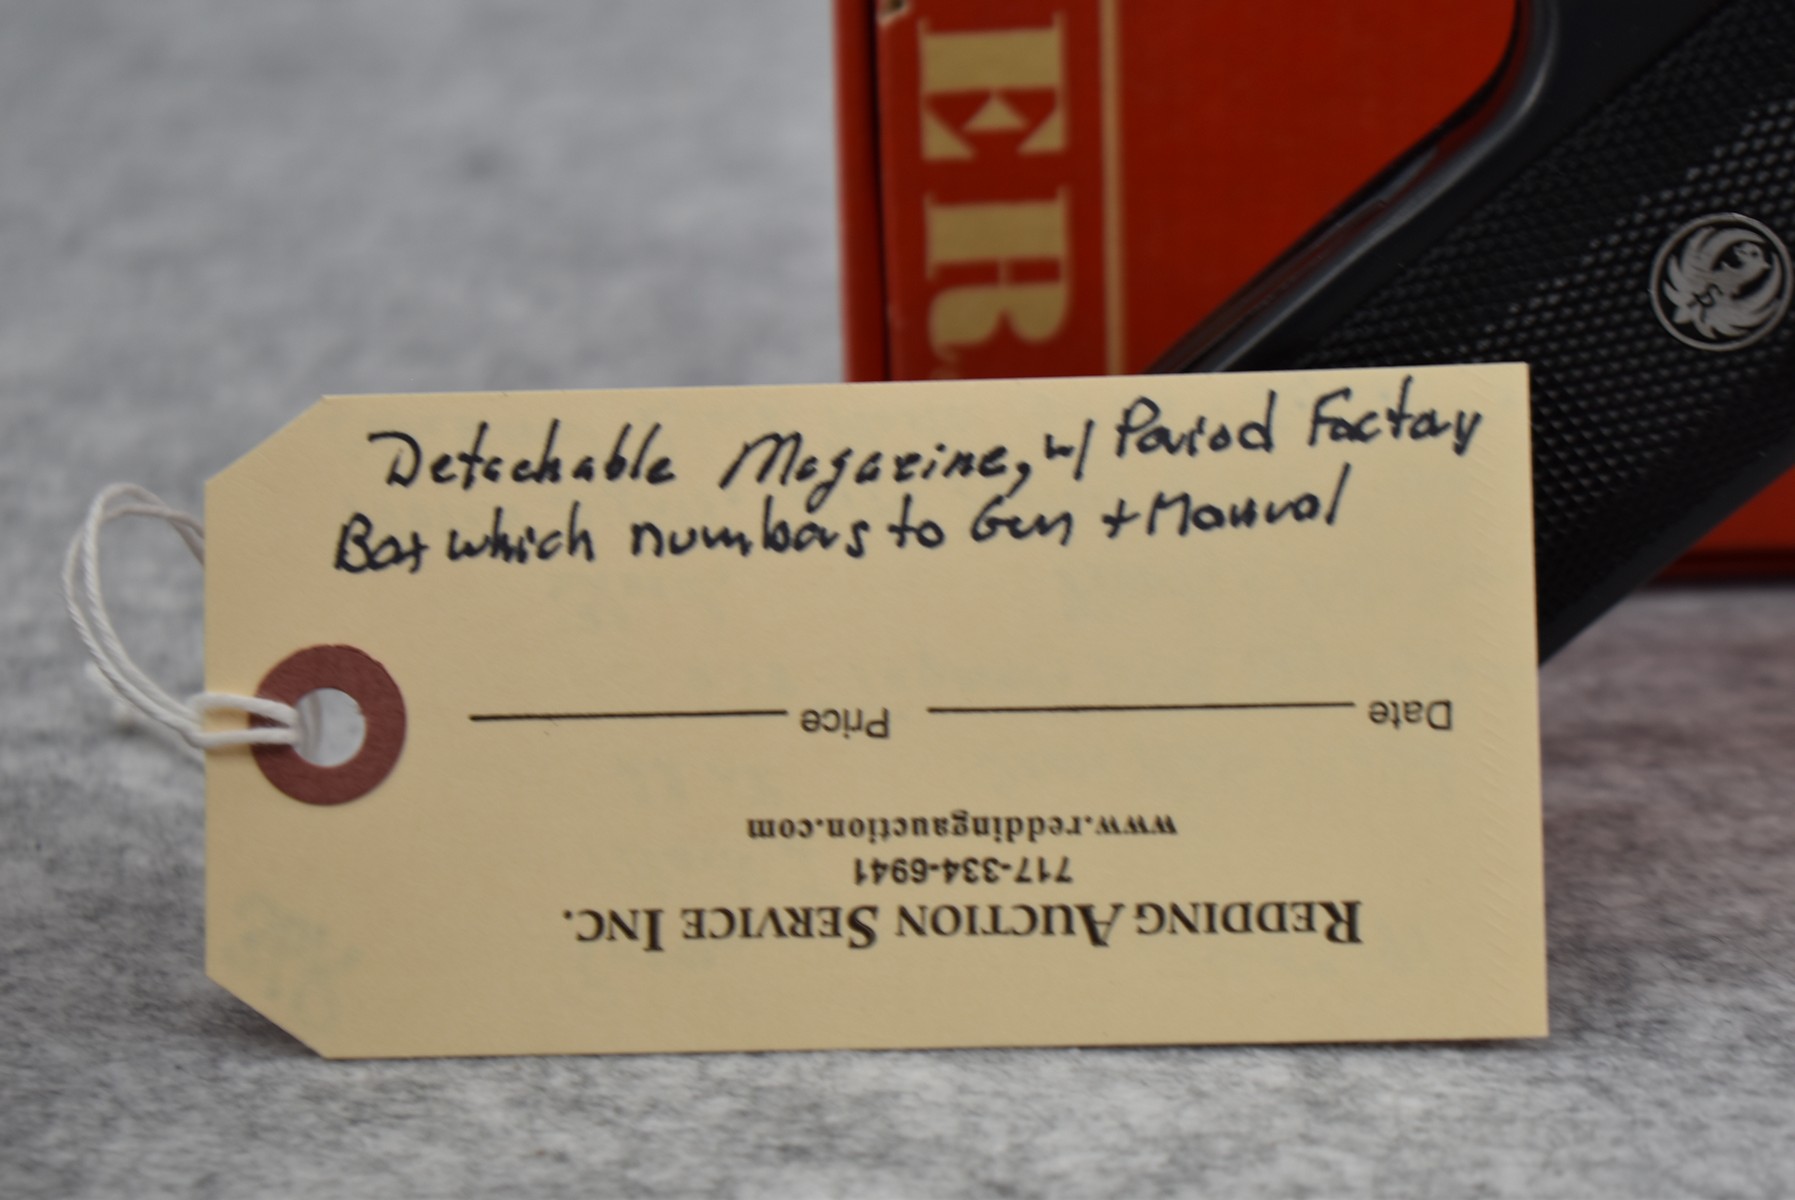 ER
Detachable Magazine, w/ Period Factory
Box which numbers to Gun + Manual
Date Price
www.reddingauction.com
717-334-6941
REDDING AUCTION SERVICE INC.